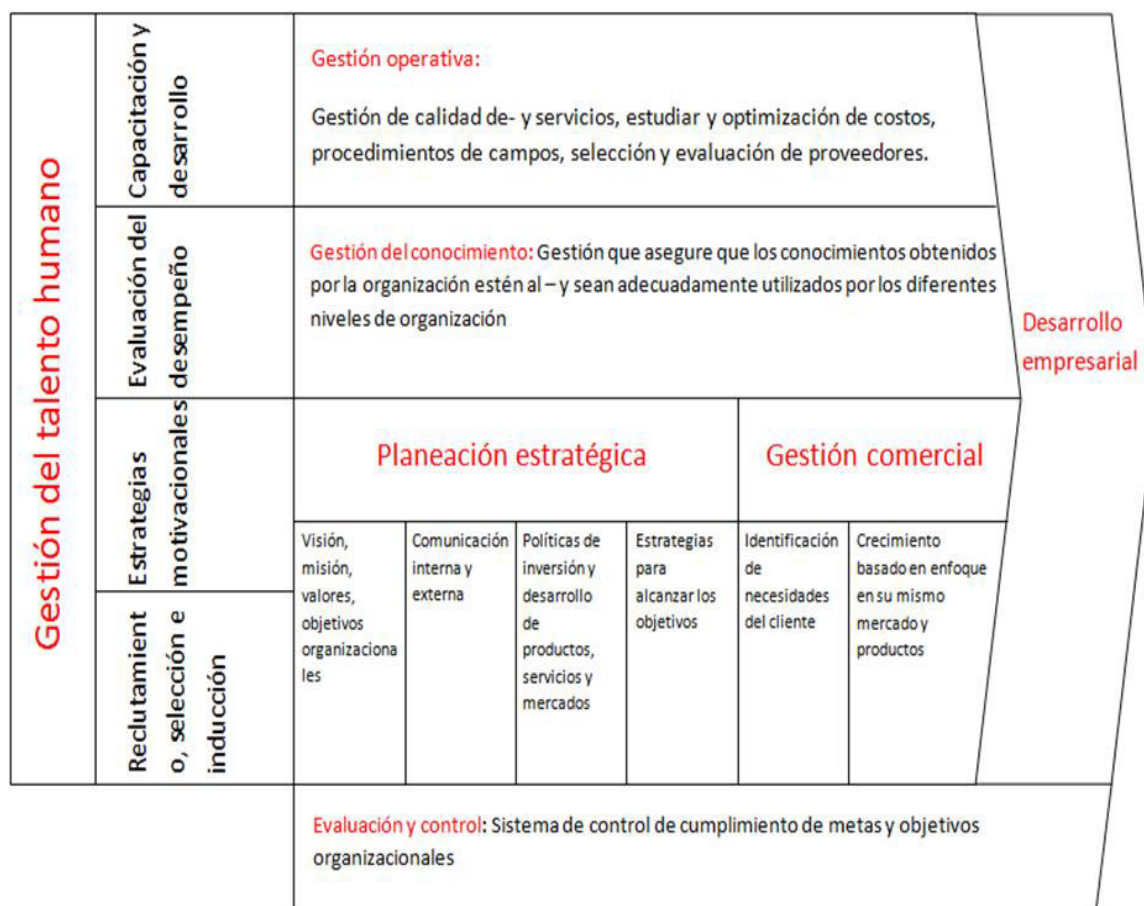 Gestión del talento humano
Capacitación y
desarrollo
Gestión operativa:
Gestión de calidad de- y servicios, estudiar y optimización de costos,
procedimientos de campos, selección y evaluación de proveedores.
Evaluación del
desempeño
Gestión del conocimiento: Gestión que asegure que los conocimientos obtenidos
por la organización estén al – y sean adecuadamente utilizados por los diferentes
niveles de organización
Estrategias
motivacionales
Reclutamient
o, selección e
inducción
Planeación estratégica
Visión,
misión,
valores,
objetivos
organizaciona
les
Comunicación
interna y
externa
Políticas de
inversión y
desarrollo
de
productos,
servicios y
mercados
Estrategias
para
alcanzar los
objetivos
Gestión comercial
Identificación
de
necesidades
del cliente
Crecimiento
basado en enfoque
en su mismo
mercado y
productos
Desarrollo
empresarial
Evaluación y control: Sistema de control de cumplimiento de metas y objetivos
organizacionales